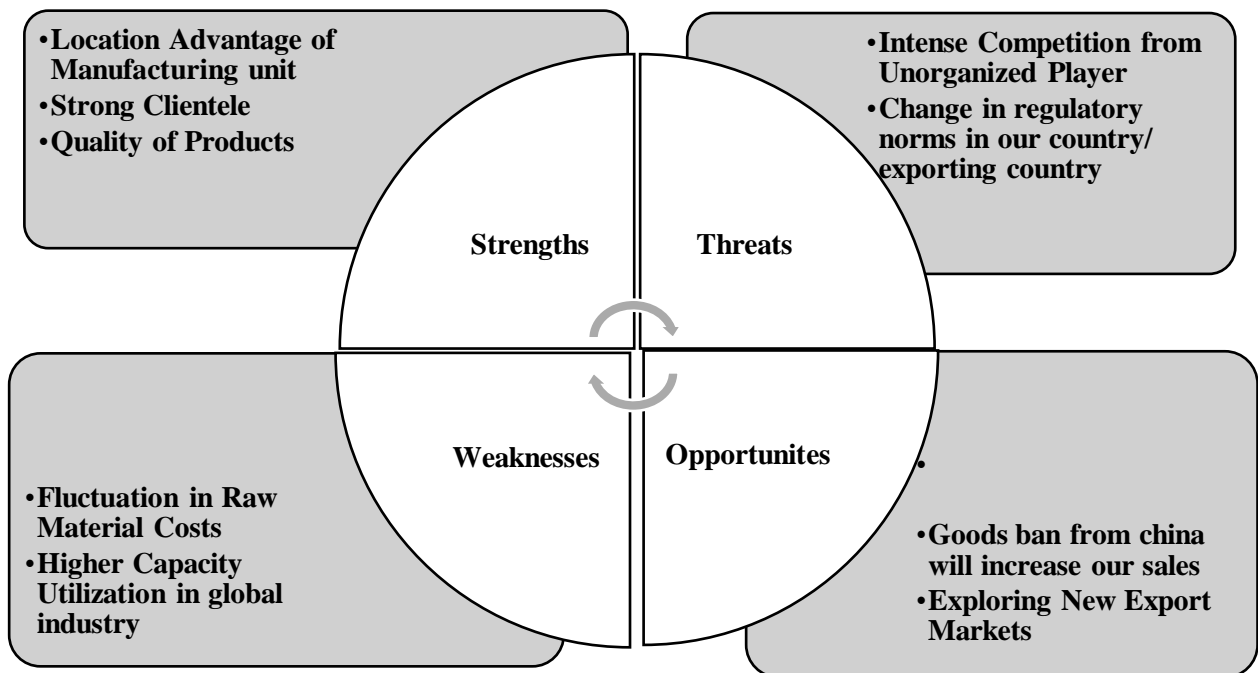 •Location Advantage of
Manufacturing unit
•Strong Clientele
•Quality of Products
•Intense Competition from
Unorganized Player
•Change in regulatory
norms in our country/
exporting country
Strengths
Threats
Weaknesses
Opportunites
•Fluctuation in Raw
Material Costs
•Higher Capacity
Utilization in global
industry
•
•Goods ban from china
will increase our sales
•Exploring New Export
Markets